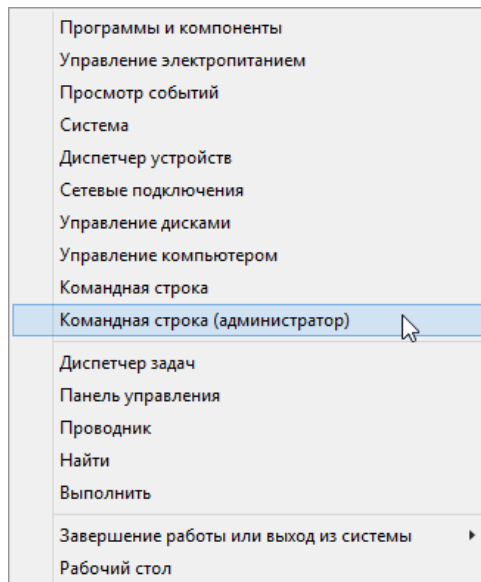 Программы и компоненты
Управление электропитанием
Просмотр событий
Система
Диспетчер устройств
Сетевые подключения
Управление дисками
Управление компьютером
Командная строка
Командная строка (администратор)
Диспетчер задач
Панель управления
Проводник
Найти
Выполнить
Завершение работы или выход из системы
Рабочий стол